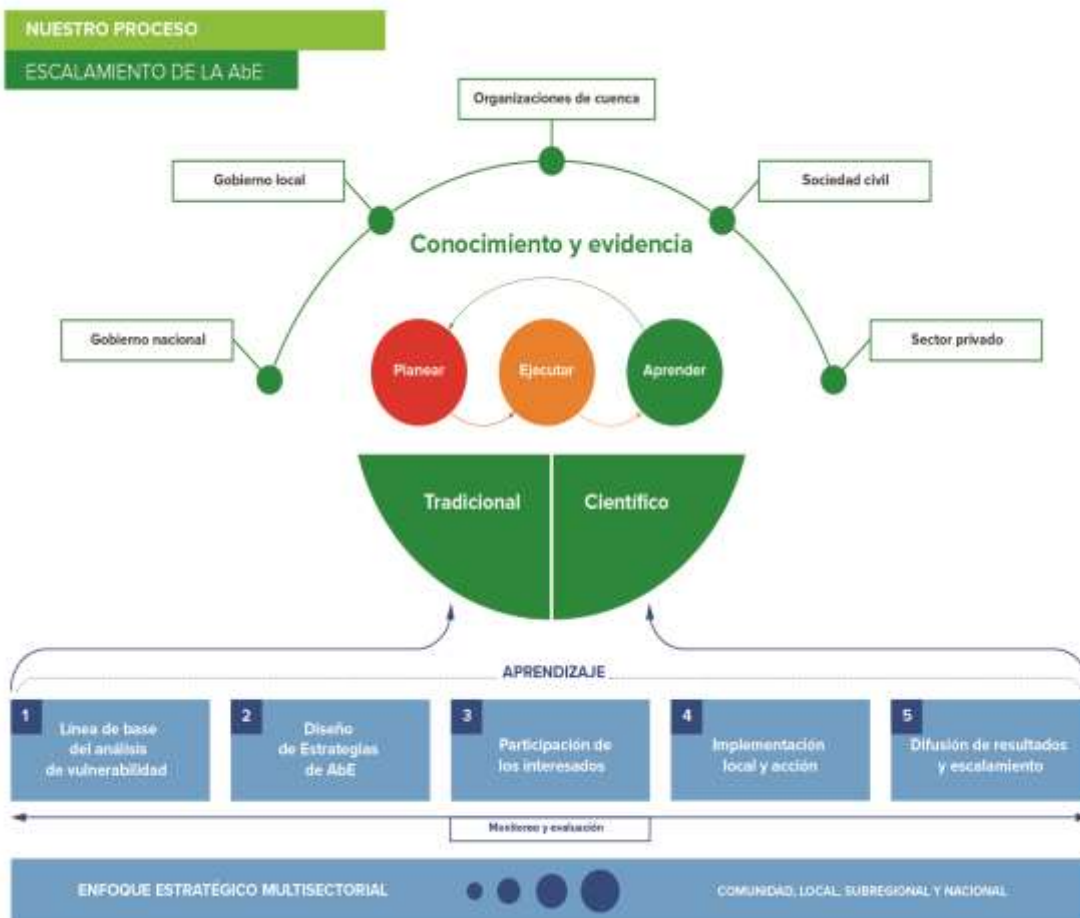 NUESTRO PROCESO
ESCALAMIENTO DE LA AbE
Organizaciones de cuenca
Gobierno local
Sociedad civil
Conocimiento y evidencia
Gobierno nacional
Sector privado
Planear
Ejecutar
Aprender
Tradicional
Científico
APRENDIZAJE
1
Línea de base
del análisis
de vulnerabilidad
2
Diseño
de Estrategias
de AbE
3
Participación de
los interesados
4
Implementación
local y acción
5
Difusión de resultados
y escalamiento
Monitoreo y evaluación
ENFOQUE ESTRATÉGICO MULTISECTORIAL
COMUNIDAD, LOCAL, SUBREGIONAL Y NACIONAL